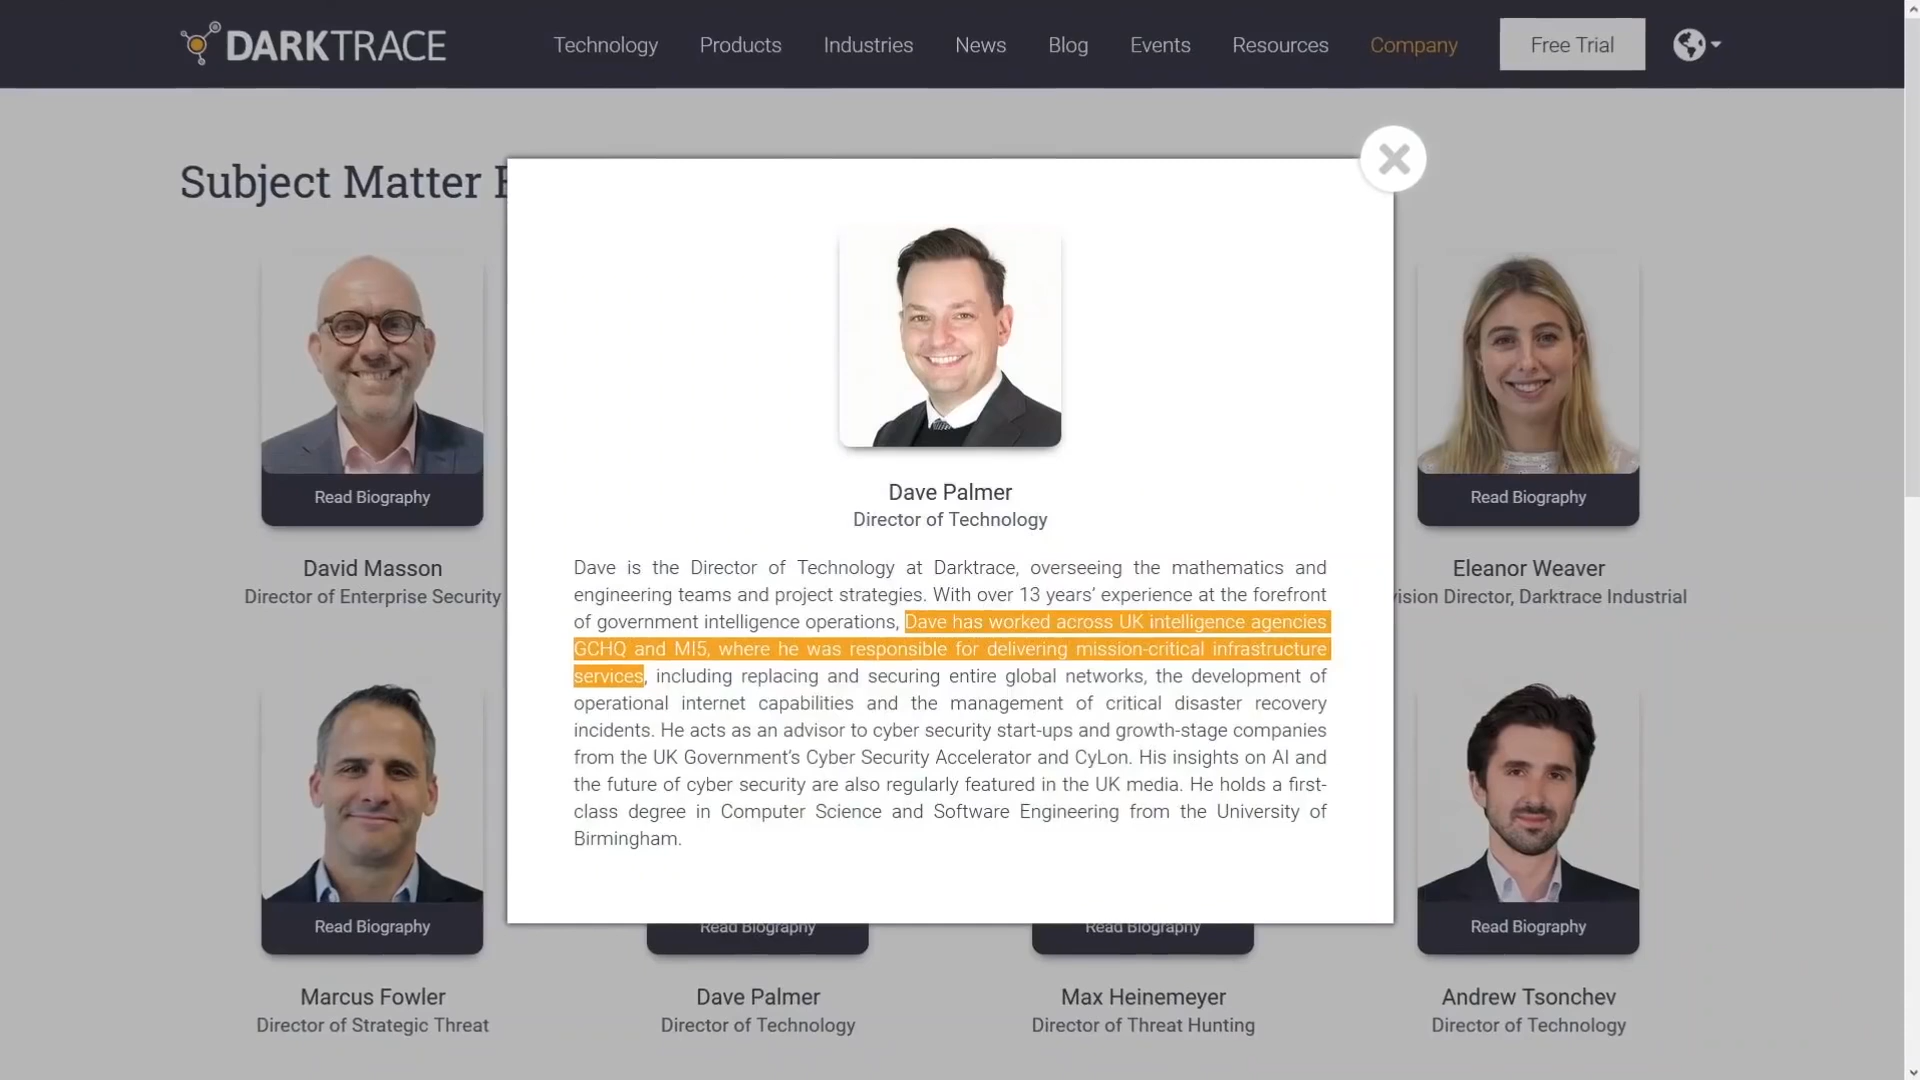 DARKTRACE
Technology
Products
Industries
News
Blog
Events
Resources
Company
Free Trial
Subject Matter
Read Biography
David Masson
Director of Enterprise Security
Dave Palmer
Director of Technology
Dave is the Director of Technology at Darktrace, overseeing the mathematics and
engineering teams and project strategies. With over 13 years’ experience at the forefront
of government intelligence operations, Dave has worked across UK intelligence agencies
GCHQ and MI5, where he was responsible for delivering mission-critical infrastructure
services, including replacing and securing entire global networks, the development of
operational internet capabilities and the management of critical disaster recovery
incidents. He acts as an advisor to cyber security start-ups and growth-stage companies
from the UK Government’s Cyber Security Accelerator and CyLon. His insights on AI and
the future of cyber security are also regularly featured in the UK media. He holds a first-
class degree in Computer Science and Software Engineering from the University of
Birmingham.
Read Biography
Eleanor Weaver
Director, Darktrace Industrial
Read Biography
Marcus Fowler
Director of Strategic Threat
Read Biography
Dave Palmer
Director of Technology
Read Biography
Max Heinemeyer
Director of Threat Hunting
Read Biography
Andrew Tsonchev
Director of Technology